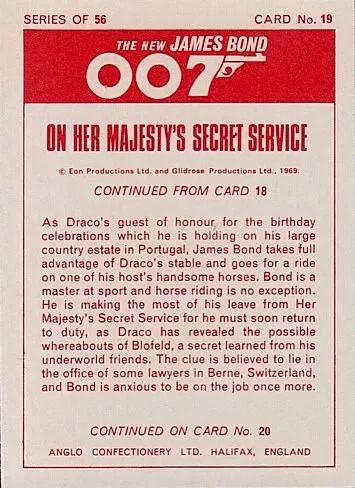 SERIES OF 56 CARD No. 19
THE NEW JAMES BOND
007
ON HER MAJESTY'S SECRET SERVICE
© Eon Productions Ltd. and Glidrose Productions Ltd., 1969.
CONTINUED FROM CARD 18
As Draco's guest of honour for the birthday
celebrations which he is holding on his large
country estate in Portugal, James Bond takes full
advantage of Draco's stable and goes for a ride
on one of his host's handsome horses. Bond is a
master at sport and horse riding is no exception.
He is making the most of his leave from Her
Majesty's Secret Service for he must soon return
to duty, as Draco has revealed the possible
whereabouts of Blofeld, a secret learned from his
underworld friends. The clue is believed to lie in
the office of some lawyers in Berne, Switzerland,
and Bond is anxious to be on the job once more.
CONTINUED ON CARD No. 20
ANGLO CONFECTIONERY LTD. HALIFAX, ENGLAND